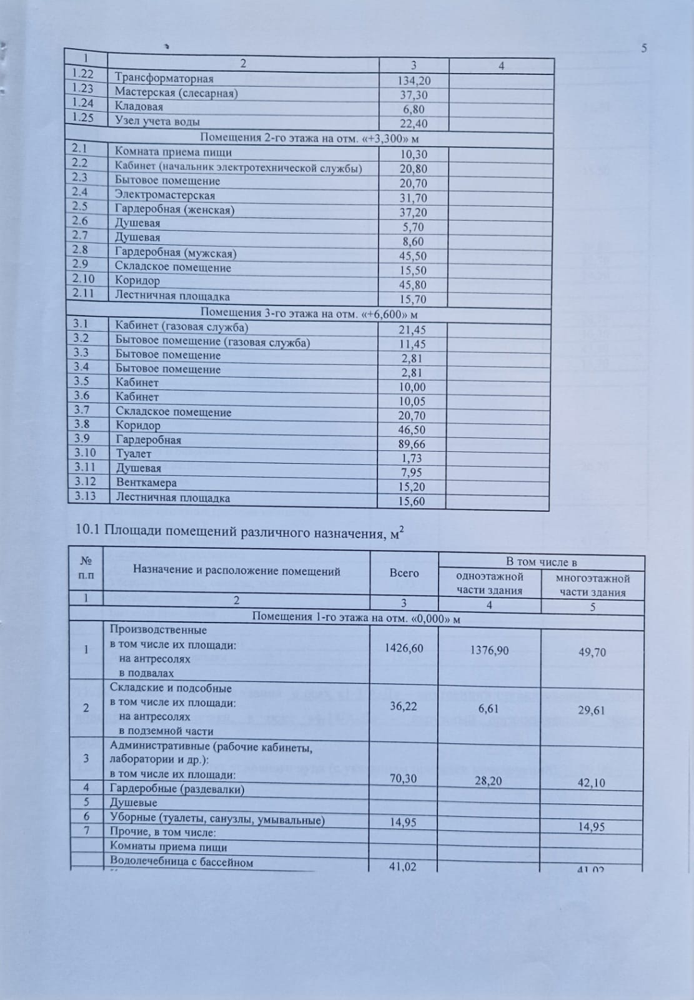 5
1 2 3 4
1.22 Трансформаторная 134,20
1.23 Мастерская (слесарная) 37,30
1.24 Кладовая 6,80
1.25 Узел учета воды 22,40
Помещения 2-го этажа на отм. «+3,300» м
2.1 Комната приема пищи 10,30
2.2 Кабинет (начальник электротехнической службы) 20,80
2.3 Бытовое помещение 20,70
2.4 Электромастерская 31,70
2.5 Гардеробная (женская) 37,20
2.6 Душевая 5,70
2.7 Душевая 8,60
2.8 Гардеробная (мужская) 45,50
2.9 Складское помещение 15,50
2.10 Коридор 45,80
2.11 Лестничная площадка 15,70
Помещения 3-го этажа на отм. «+6,600» м
3.1 Кабинет (газовая служба) 21,45
3.2 Бытовое помещение (газовая служба) 11,45
3.3 Бытовое помещение 2,81
3.4 Бытовое помещение 2,81
3.5 Кабинет 10,00
3.6 Кабинет 10,05
3.7 Складское помещение 20,70
3.8 Коридор 46,50
3.9 Гардеробная 89,66
3.10 Туалет 1,73
3.11 Душевая 7,95
3.12 Венткамера 15,20
3.13 Лестничная площадка 15,60
10.1 Площади помещений различного назначения, м²
№ п.п Назначение и расположение помещений Всего В том числе в
одноэтажной многоэтажной
части здания части здания
1 2 3 4 5
Помещения 1-го этажа на отм. «0,000» м
Производственные
1 в том числе их площади: 1426,60 1376,90 49,70
на антресолях
в подвалах
Складские и подсобные
2 в том числе их площади: 36,22 6,61 29,61
на антресолях
в подземной части
Административные (рабочие кабинеты,
3 лаборатории и др.):
в том числе их площади: 70,30 28,20 42,10
4 Гардеробные (раздевалки)
5 Душевые
6 Уборные (туалеты, санузлы, умывальные) 14,95 14,95
7 Прочие, в том числе:
Комнаты приема пищи
Водолечебница с бассейном 41,02 41,02